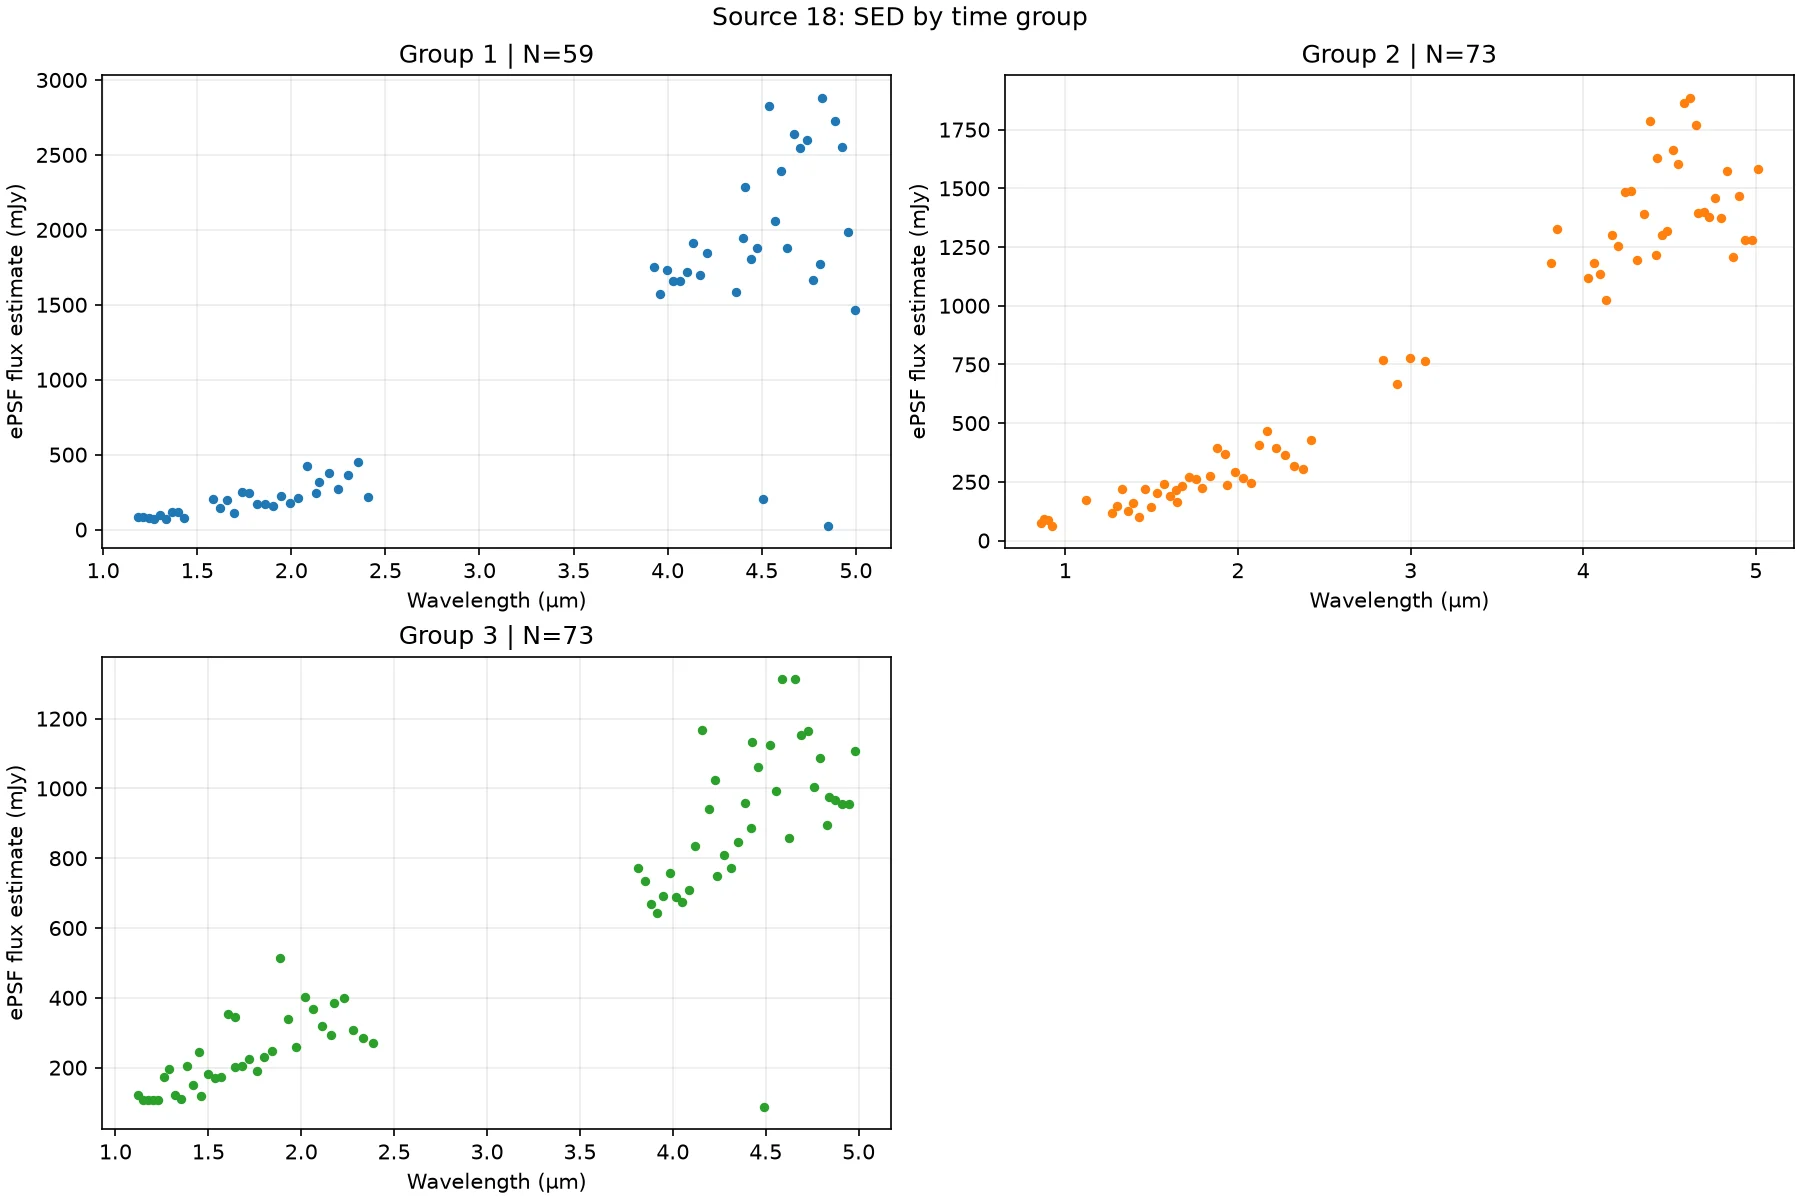 Source 18: SED by time group
Group 1 | N=59
3000
2500
2000
1500
1000
500
0
ePSF flux estimate (mJy)
1.0 1.5 2.0 2.5 3.0 3.5 4.0 4.5 5.0
Wavelength (μm)
Group 2 | N=73
1750
1500
1250
1000
750
500
250
0
ePSF flux estimate (mJy)
1 2 3 4 5
Wavelength (μm)
Group 3 | N=73
1200
1000
800
600
400
200
ePSF flux estimate (mJy)
1.0 1.5 2.0 2.5 3.0 3.5 4.0 4.5 5.0
Wavelength (μm)